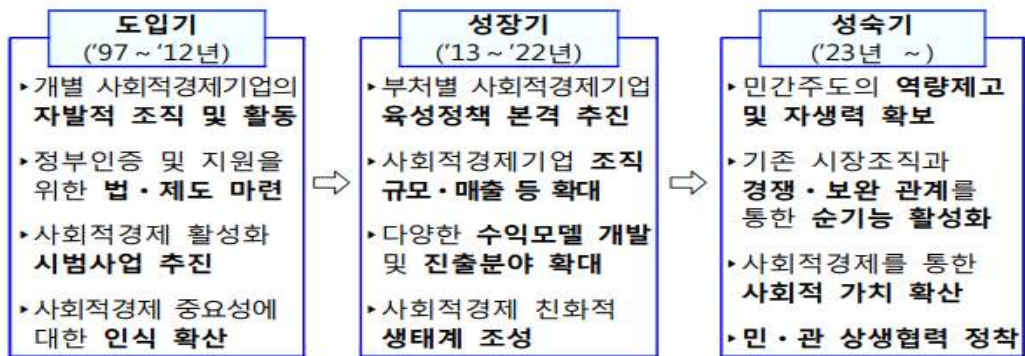 도입기
('97 ~ '12년)
▸개별 사회적경제기업의
자발적 조직 및 활동
▸정부인증 및 지원을
위한 법・제도 마련
▸사회적경제 활성화
시범사업 추진
▸사회적경제 중요성에
대한 인식 확산
성장기
('13 ~ '22년)
▸부처별 사회적경제기업
육성정책 본격 추진
▸사회적경제기업 조직
규모・매출 등 확대
▸다양한 수익모델 개발
및 진출분야 확대
▸사회적경제 친화적
생태계 조성
성숙기
('23년 ~)
▸민간주도의 역량제고
및 자생력 확보
▸기존 시장조직과
경쟁・보완 관계를
통한 순기능 활성화
▸사회적경제를 통한
사회적 가치 확산
▸민・관 상생협력 정착